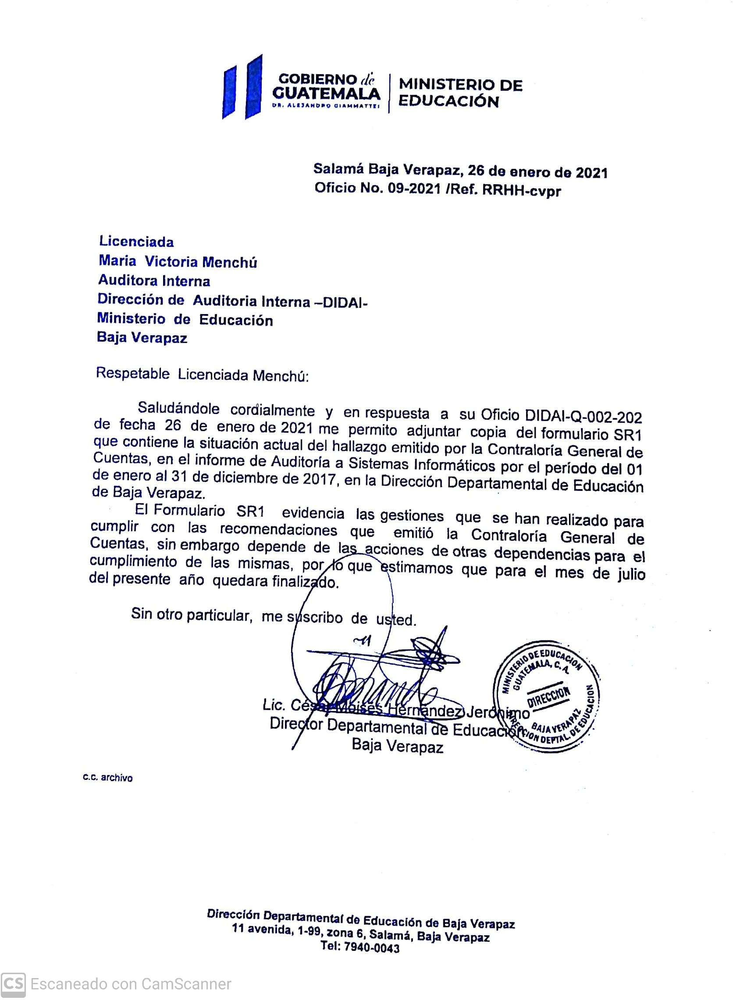 GOBIERNO de
GUATEMALA
DR. ALEJANDRO GIAMMATTEI
MINISTERIO DE
EDUCACIÓN
Salamá Baja Verapaz, 26 de enero de 2021
Oficio No. 09-2021 /Ref. RRHH-cvpr
Licenciada
Maria Victoria Menchú
Auditora Interna
Dirección de Auditoria Interna –DIDAI-
Ministerio de Educación
Baja Verapaz
Respetable Licenciada Menchú:
Saludándole cordialmente y en respuesta a su Oficio DIDAI-Q-002-202
de fecha 26 de enero de 2021 me permito adjuntar copia del formulario SR1
que contiene la situación actual del hallazgo emitido por la Contraloría General de
Cuentas, en el informe de Auditoría a Sistemas Informáticos por el período del 01
de enero al 31 de diciembre de 2017, en la Dirección Departamental de Educación
de Baja Verapaz.
El Formulario SR1 evidencia las gestiones que se han realizado para
cumplir con las recomendaciones que emitió la Contraloría General de
Cuentas, sin embargo depende de las acciones de otras dependencias para el
cumplimiento de las mismas, por lo que estimamos que para el mes de julio
del presente año quedara finalizado.
Sin otro particular, me suscribo de usted.
Lic. César Moisés Hernández Jerónimo
Director Departamental de Educación
Baja Verapaz
MINISTERIO DE EDUCACION
GUATEMALA, C. A.
DIRECCION
BAJA VERAPAZ
DIRECCION DEPTAL. DE EDUCACION
c.c. archivo
Dirección Departamental de Educación de Baja Verapaz
11 avenida, 1-99, zona 6, Salamá, Baja Verapaz
Tel: 7940-0043
CS Escaneado con CamScanner